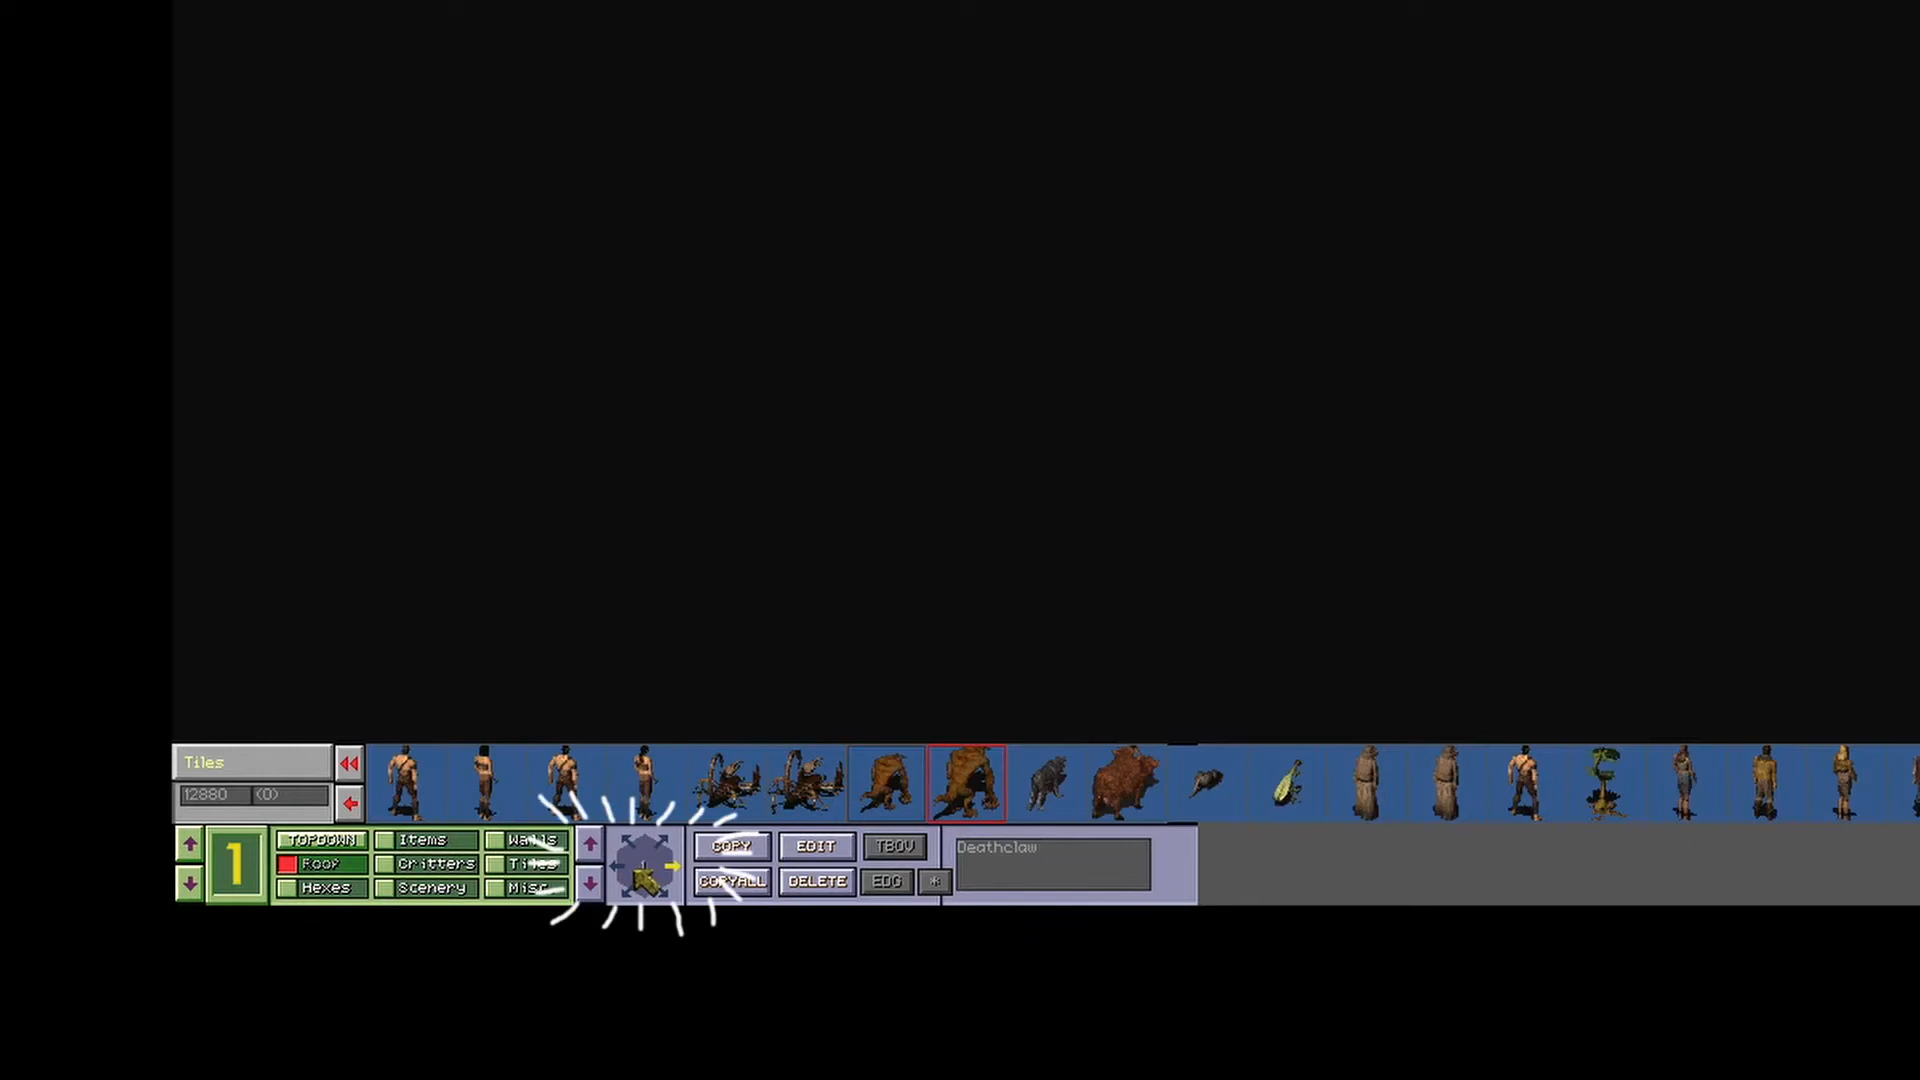 Tiles
12880 (0)
1
TOPDOWN Items Walls
Roof Critters Tiles
Hexes Scenery Misc
COPY EDIT TBOV
COPYALL DELETE EDG *
Deathclaw